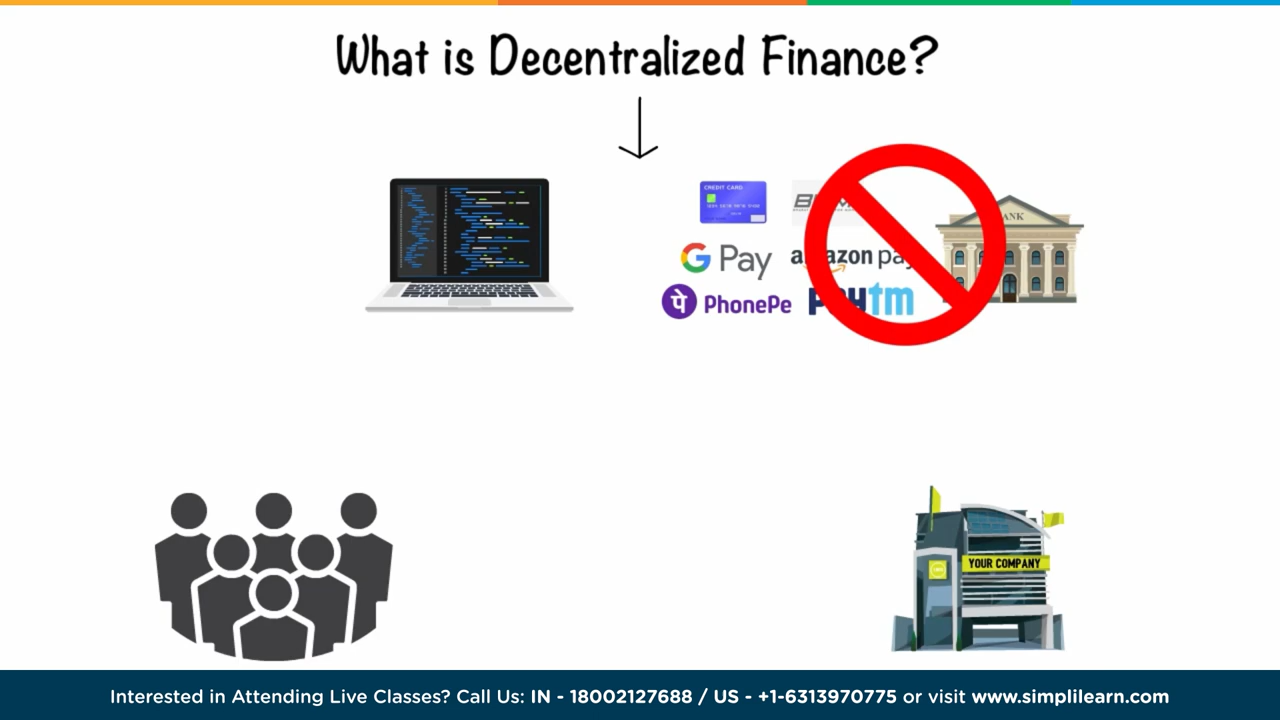 What is Decentralized Finance?
CREDIT CARD
G Pay
amazon pay
PhonePe
paytm
YOUR COMPANY
Interested in Attending Live Classes? Call Us: IN - 18002127688 / US - +1-6313970775 or visit www.simplilearn.com